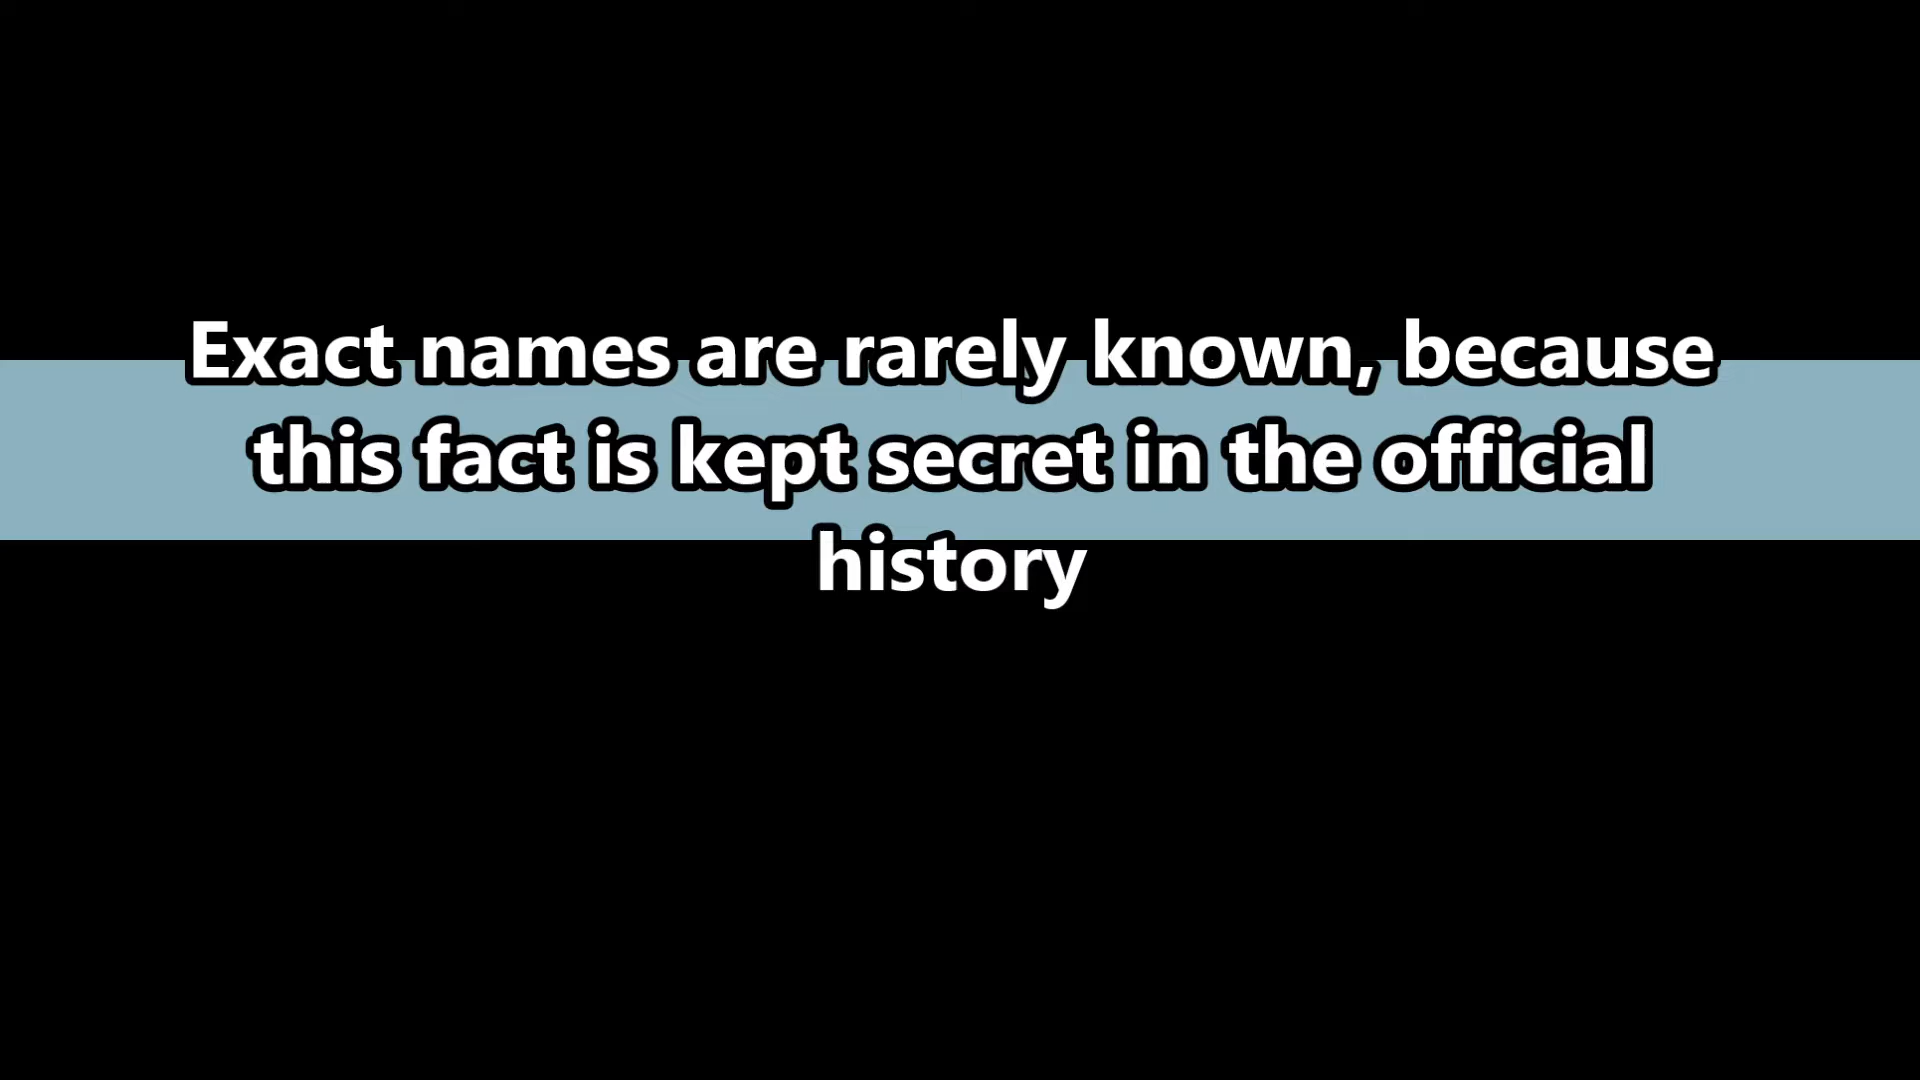 Exact names are rarely known, because
this fact is kept secret in the official
history